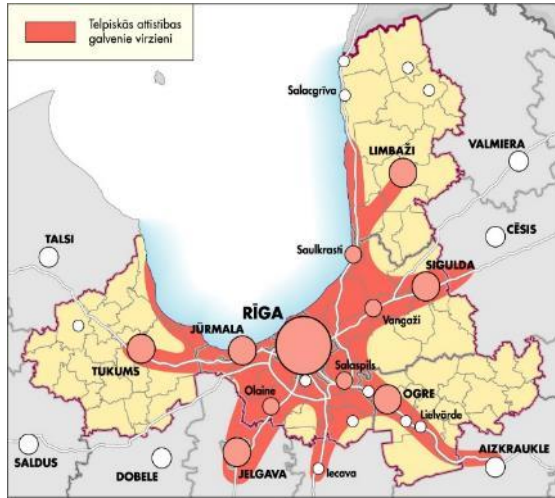 Telpiskās attīstības
galvenie virzieni
Salacgrīva
LIMBAŽI
VALMIERA
CĒSIS
TALSI
Saulkrasti
SIGULDA
RĪGA
Vangaži
JŪRMALA
TUKUMS
Salaspils
OGRE
Olaine
Lielvārde
SALDUS
DOBELE
JELGAVA
Iecava
AIZKRAUKLE